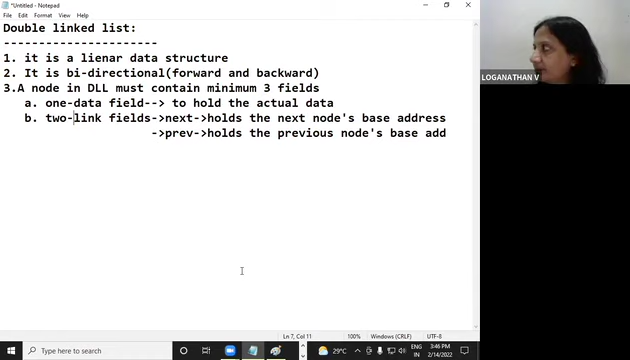 *Untitled - Notepad
File Edit Format View Help
Double linked list:
----------------------
1. it is a lienar data structure
2. It is bi-directional(forward and backward)
3.A node in DLL must contain minimum 3 fields
a. one-data field--> to hold the actual data
b. two-link fields->next->holds the next node's base address
->prev->holds the previous node's base add
LOGANATHAN V
Ln 7, Col 11 100% Windows (CRLF) UTF-8
Type here to search 29°C ENG IN 3:46 PM 2/14/2022